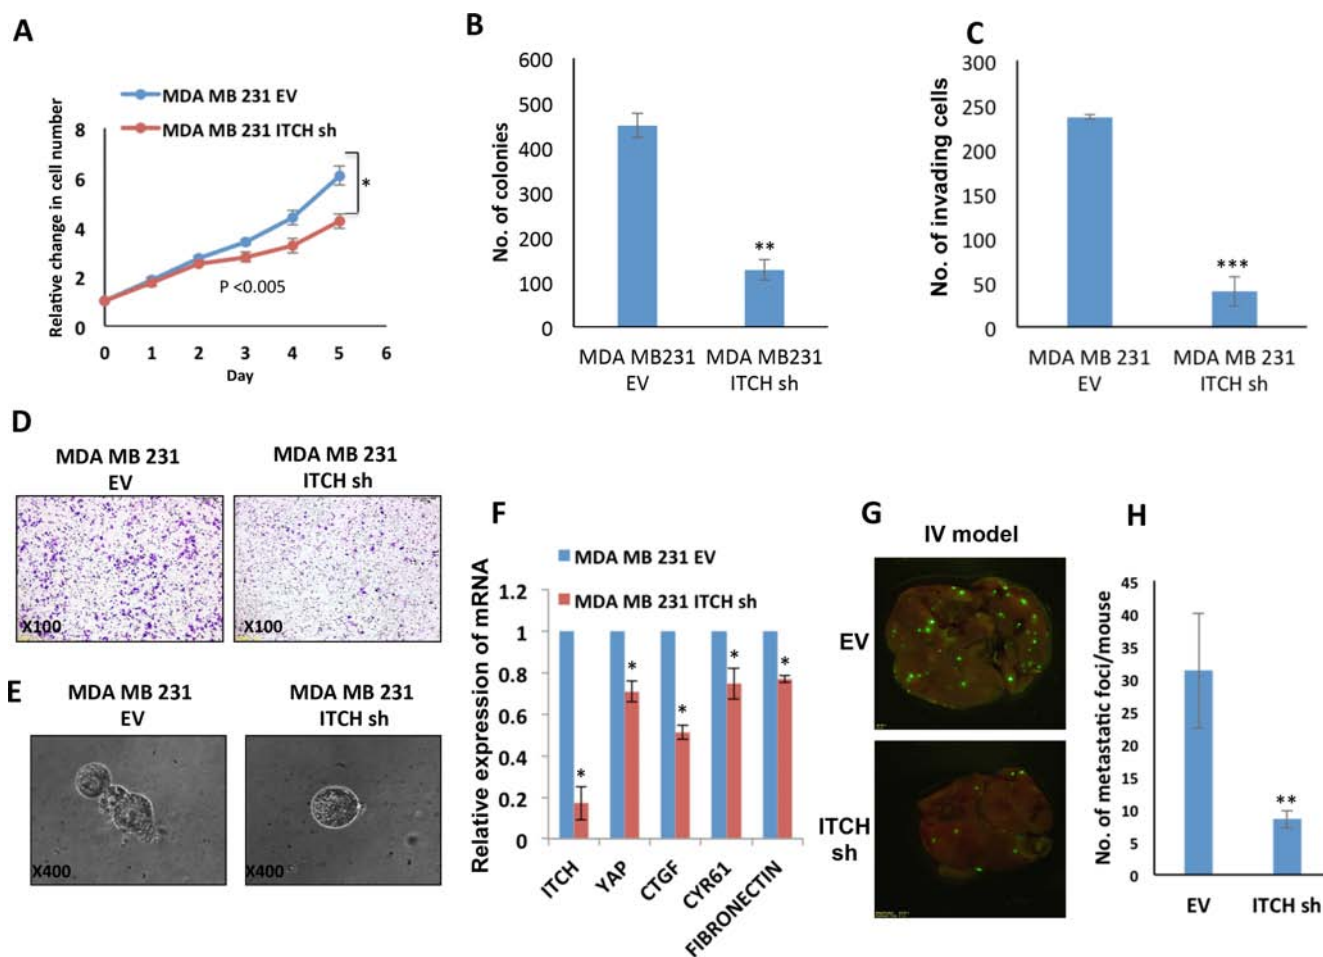 A
MDA MB 231 EV
MDA MB 231 ITCH sh
Relative change in cell number
8
6
4
2
0
*
P <0.005
0 1 2 3 4 5 6
Day
B
No. of colonies
600
500
400
300
200
100
0
**
MDA MB231 MDA MB231
EV ITCH sh
C
No. of invading cells
300
250
200
150
100
50
0
***
MDA MB 231 MDA MB 231
EV ITCH sh
D
MDA MB 231 MDA MB 231
EV ITCH sh
X100 X100
E
MDA MB 231 MDA MB 231
EV ITCH sh
X400 X400
F
MDA MB 231 EV
MDA MB 231 ITCH sh
Relative expression of mRNA
1.2
1
0.8
0.6
0.4
0.2
0
* * * * *
ITCH YAP CTGF CYR61 FIBRONECTIN
G
IV model
EV
ITCH
sh
H
No. of metastatic foci/mouse
45
40
35
30
25
20
15
10
5
0
**
EV ITCH sh